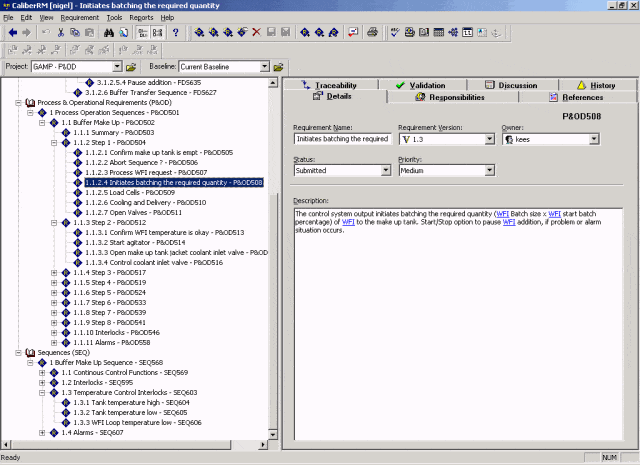 CaliberRM [nigel] - Initiates batching the required quantity
File Edit View Requirement Tools Reports Help
Project: GAMP - P&OD Baseline: Current Baseline
3.1.2.5.4 Pause addition - FDS635
3.1.2.6 Buffer Transfer Sequence - FDS627
Process & Operational Requirements (P&OD)
1 Process Operation Sequences - P&OD501
1.1 Buffer Make Up - P&OD502
1.1.1 Summary - P&OD503
1.1.2 Step 1 - P&OD504
1.1.2.1 Confirm make up tank is empt - P&OD505
1.1.2.2 Abort Sequence ? - P&OD506
1.1.2.3 Process WFI request - P&OD507
1.1.2.4 Initiates batching the required quantity - P&OD508
1.1.2.5 Load Cells - P&OD509
1.1.2.6 Cooling and Delivery - P&OD510
1.1.2.7 Open Valves - P&OD511
1.1.3 Step 2 - P&OD512
1.1.3.1 Confirm WFI temperature is okay - P&OD513
1.1.3.2 Start agitator - P&OD514
1.1.3.3 Open make up tank jacket coolant inlet valve - P&OD
1.1.3.4 Control coolant inlet valve - P&OD516
1.1.4 Step 3 - P&OD517
1.1.5 Step 4 - P&OD519
1.1.6 Step 5 - P&OD524
1.1.7 Step 6 - P&OD533
1.1.8 Step 7 - P&OD539
1.1.9 Step 8 - P&OD541
1.1.10 Interlocks - P&OD546
1.1.11 Alarms - P&OD558
Sequences (SEQ)
1 Buffer Make Up Sequence - SEQ568
1.1 Continous Control Functions - SEQ569
1.2 Interlocks - SEQ595
1.3 Temperature Control Interlocks - SEQ603
1.3.1 Tank temperature high - SEQ604
1.3.2 Tank temperature low - SEQ605
1.3.3 WFI Loop temperature low - SEQ606
1.4 Alarms - SEQ607
Traceability Validation Discussion History
Details Responsibilities References
P&OD508
Requirement Name: Requirement Version: Owner:
Initiates batching the required V 1.3 kees
Status: Priority:
Submitted Medium
Description:
The control system output initiates batching the required quantity (WFI Batch size x WFI start batch
percentage) of WFI to the make up tank. Start/Stop option to pause WFI addition, if problem or alarm
situation occurs.
Ready NUM